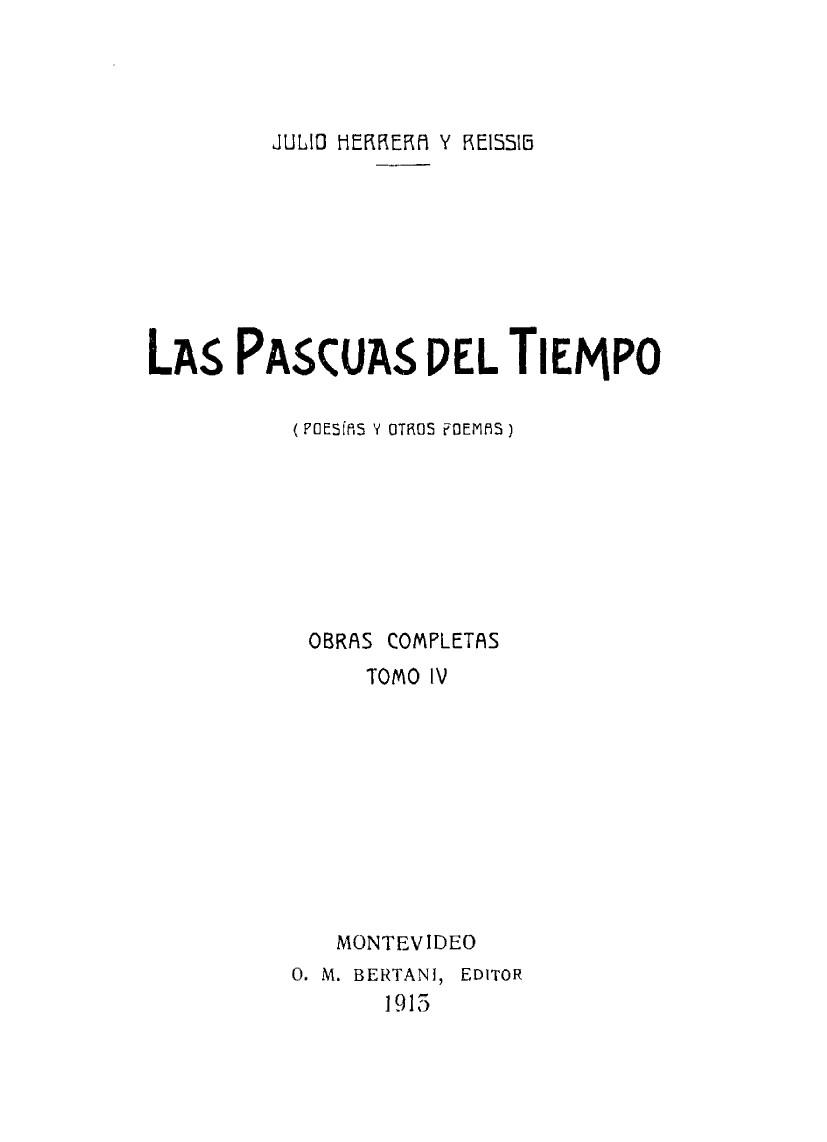 JULIO HERRERA Y REISSIG
LAS PASCUAS DEL TIEMPO
(POESÍAS Y OTROS POEMAS)
OBRAS COMPLETAS
TOMO IV
MONTEVIDEO
O. M. BERTANI, EDITOR
1913